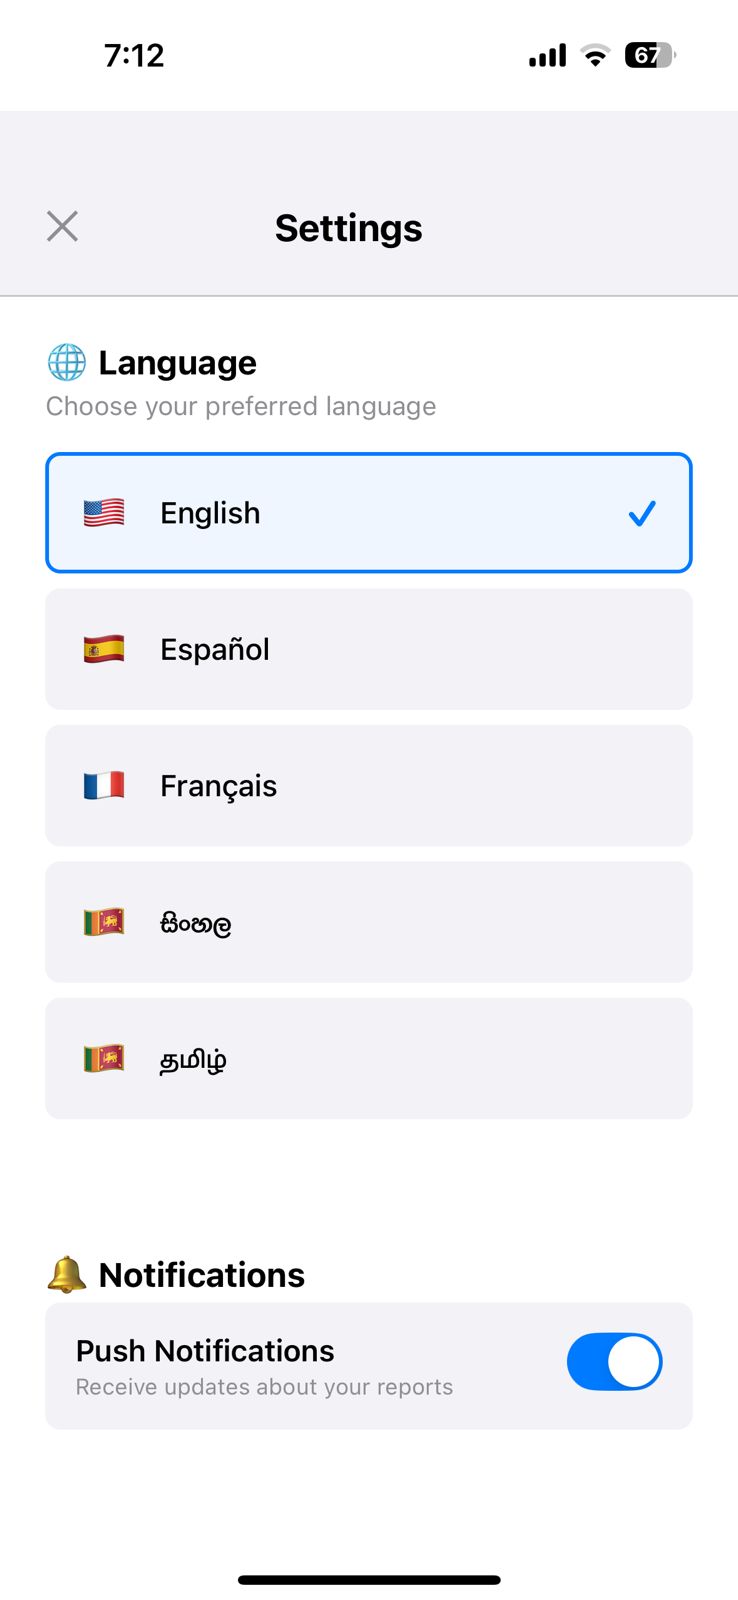 7:12
67
Settings
Language
Choose your preferred language
English
Español
Français
සිංහල
தமிழ்
Notifications
Push Notifications
Receive updates about your reports